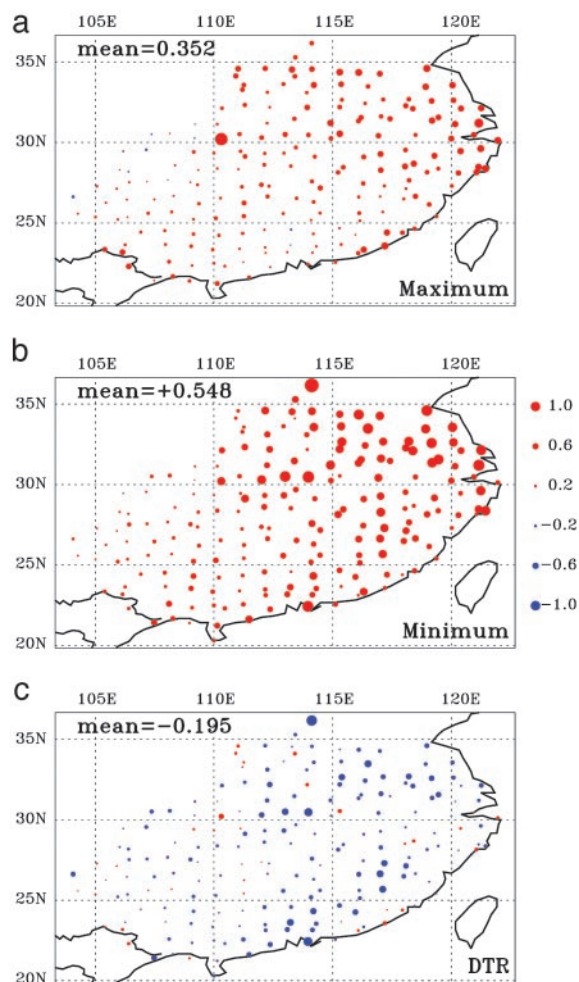 a
105E 110E 115E 120E
mean=0.352
35N
30N
25N
20N
Maximum
b
105E 110E 115E 120E
mean=+0.548
35N
30N
25N
20N
Minimum
1.0
0.6
0.2
−0.2
−0.6
−1.0
c
105E 110E 115E 120E
mean=−0.195
35N
30N
25N
20N
DTR